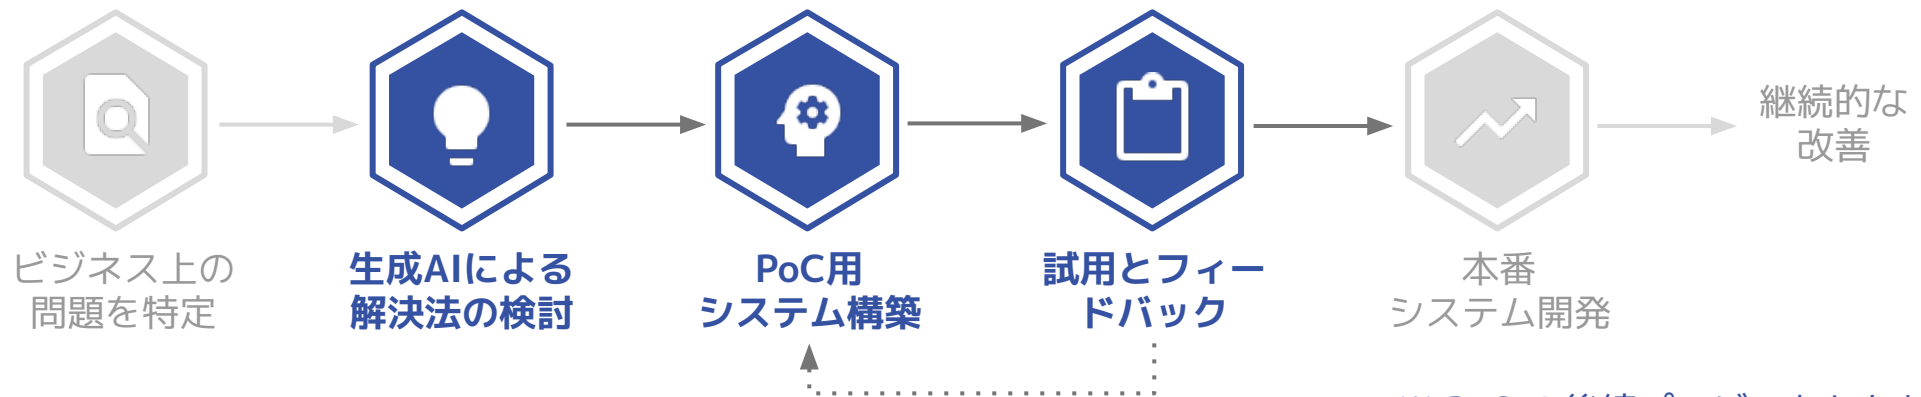 ビジネス上の
問題を特定
生成AIによる
解決法の検討
PoC用
システム構築
試用とフィー
ドバック
本番
システム開発
継続的な
改善